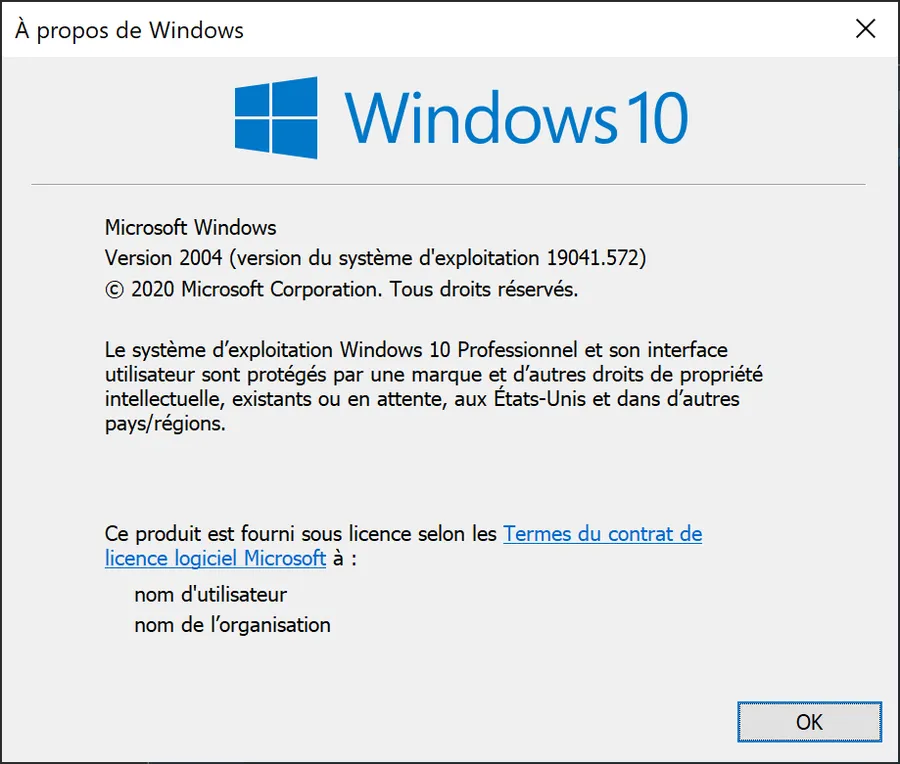 À propos de Windows
Windows 10
Microsoft Windows
Version 2004 (version du système d'exploitation 19041.572)
© 2020 Microsoft Corporation. Tous droits réservés.
Le système d’exploitation Windows 10 Professionnel et son interface
utilisateur sont protégés par une marque et d’autres droits de propriété
intellectuelle, existants ou en attente, aux États-Unis et dans d’autres
pays/régions.
Ce produit est fourni sous licence selon les Termes du contrat de
licence logiciel Microsoft à :
nom d'utilisateur
nom de l’organisation
OK